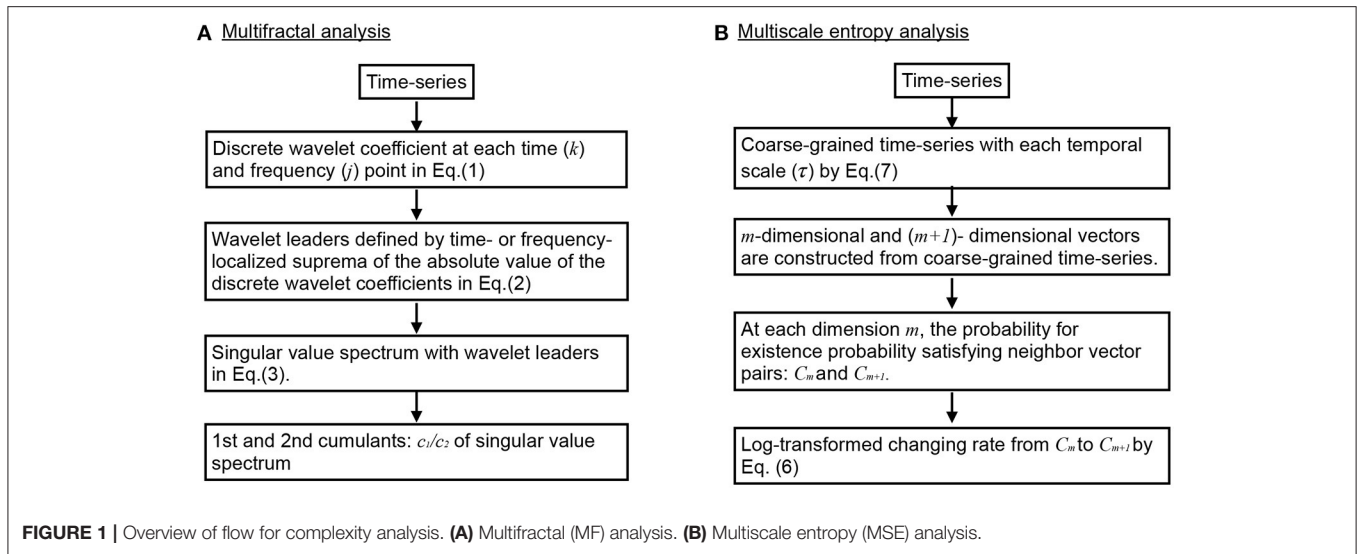 A Multifractal analysis
Time-series
Discrete wavelet coefficient at each time (k)
and frequency (j) point in Eq.(1)
Wavelet leaders defined by time- or frequency-
localized suprema of the absolute value of the
discrete wavelet coefficients in Eq.(2)
Singular value spectrum with wavelet leaders
in Eq.(3).
1st and 2nd cumulants: c₁/c₂ of singular value
spectrum
B Multiscale entropy analysis
Time-series
Coarse-grained time-series with each temporal
scale (τ) by Eq.(7)
m-dimensional and (m+1)- dimensional vectors
are constructed from coarse-grained time-series.
At each dimension m, the probability for
existence probability satisfying neighbor vector
pairs: Cₘ and Cₘ₊₁.
Log-transformed changing rate from Cₘ to Cₘ₊₁ by
Eq. (6)
FIGURE 1 | Overview of flow for complexity analysis. (A) Multifractal (MF) analysis. (B) Multiscale entropy (MSE) analysis.